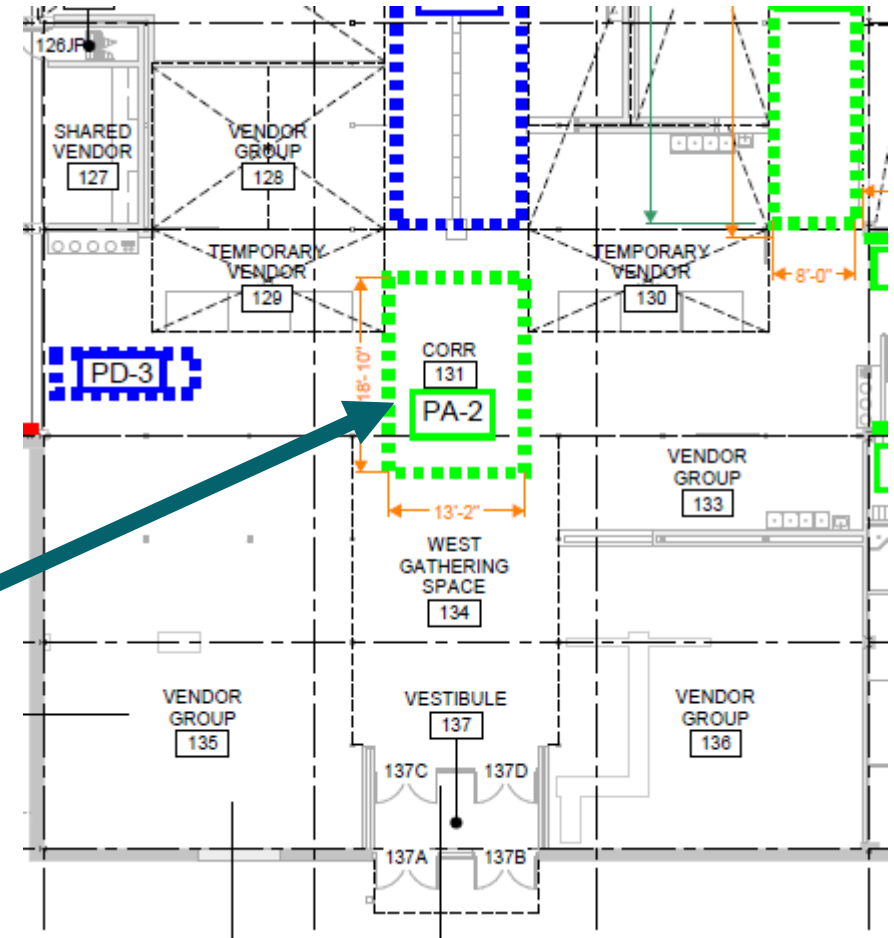 126JF
SHARED
VENDOR
127
VENDOR
GROUP
128
TEMPORARY
VENDOR
129
TEMPORARY
VENDOR
130
8'-0"
PD-3
18'-10"
CORR
131
PA-2
13'-2"
VENDOR
GROUP
133
WEST
GATHERING
SPACE
134
VENDOR
GROUP
135
VESTIBULE
137
VENDOR
GROUP
136
137C
137D
137A
137B